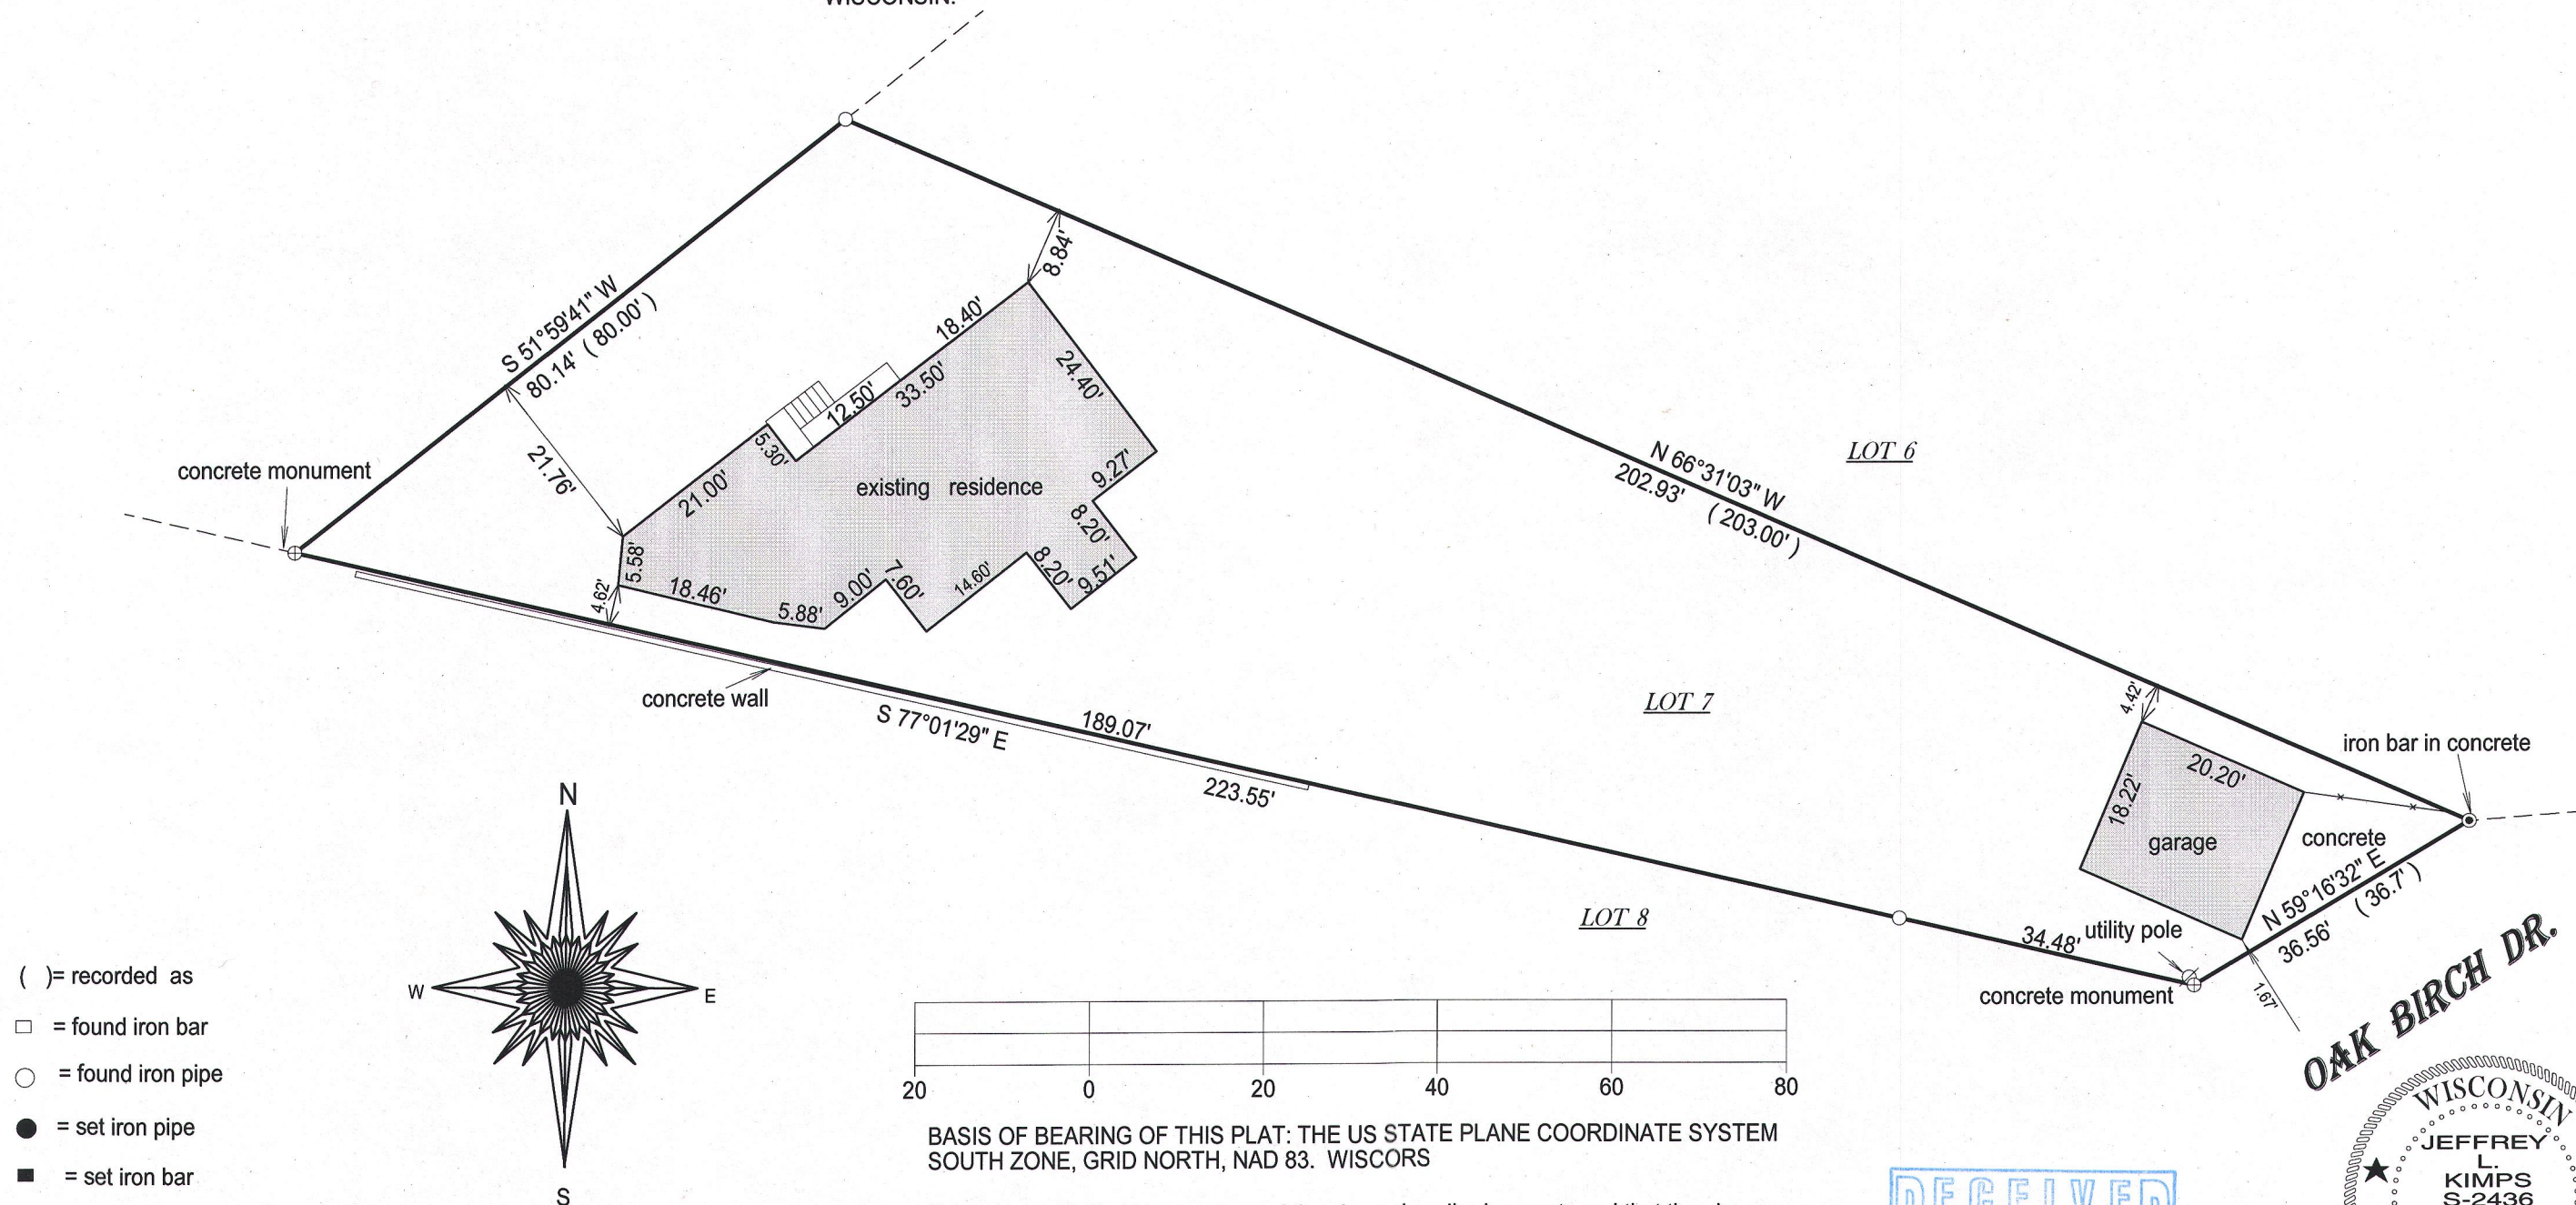 WISCONSIN.
S 51°59'41" W
80.14' ( 80.00' )
8.84'
18.40'
24.40'
33.50'
12.50'
5.30'
21.76'
21.00'
existing residence
9.27'
8.20'
9.51'
8.20'
14.60'
7.60'
9.00'
5.88'
18.46'
5.58'
4.62'
concrete monument
concrete wall
S 77°01'29" E
189.07'
223.55'
N 66°31'03" W
202.93' ( 203.00' )
LOT 6
LOT 7
LOT 8
4.42'
20.20'
18.22'
garage
iron bar in concrete
concrete
N 59°16'32" E
36.56' ( 36.7' )
34.48'
utility pole
concrete monument
1.67'
OAK BIRCH DR.
N
W
E
S
( )= recorded as
= found iron bar
= found iron pipe
= set iron pipe
= set iron bar
20 0 20 40 60 80
BASIS OF BEARING OF THIS PLAT: THE US STATE PLANE COORDINATE SYSTEM
SOUTH ZONE, GRID NORTH, NAD 83. WISCORS
RECEIVED
WISCONSIN
JEFFREY
L.
KIMPS
S-2436